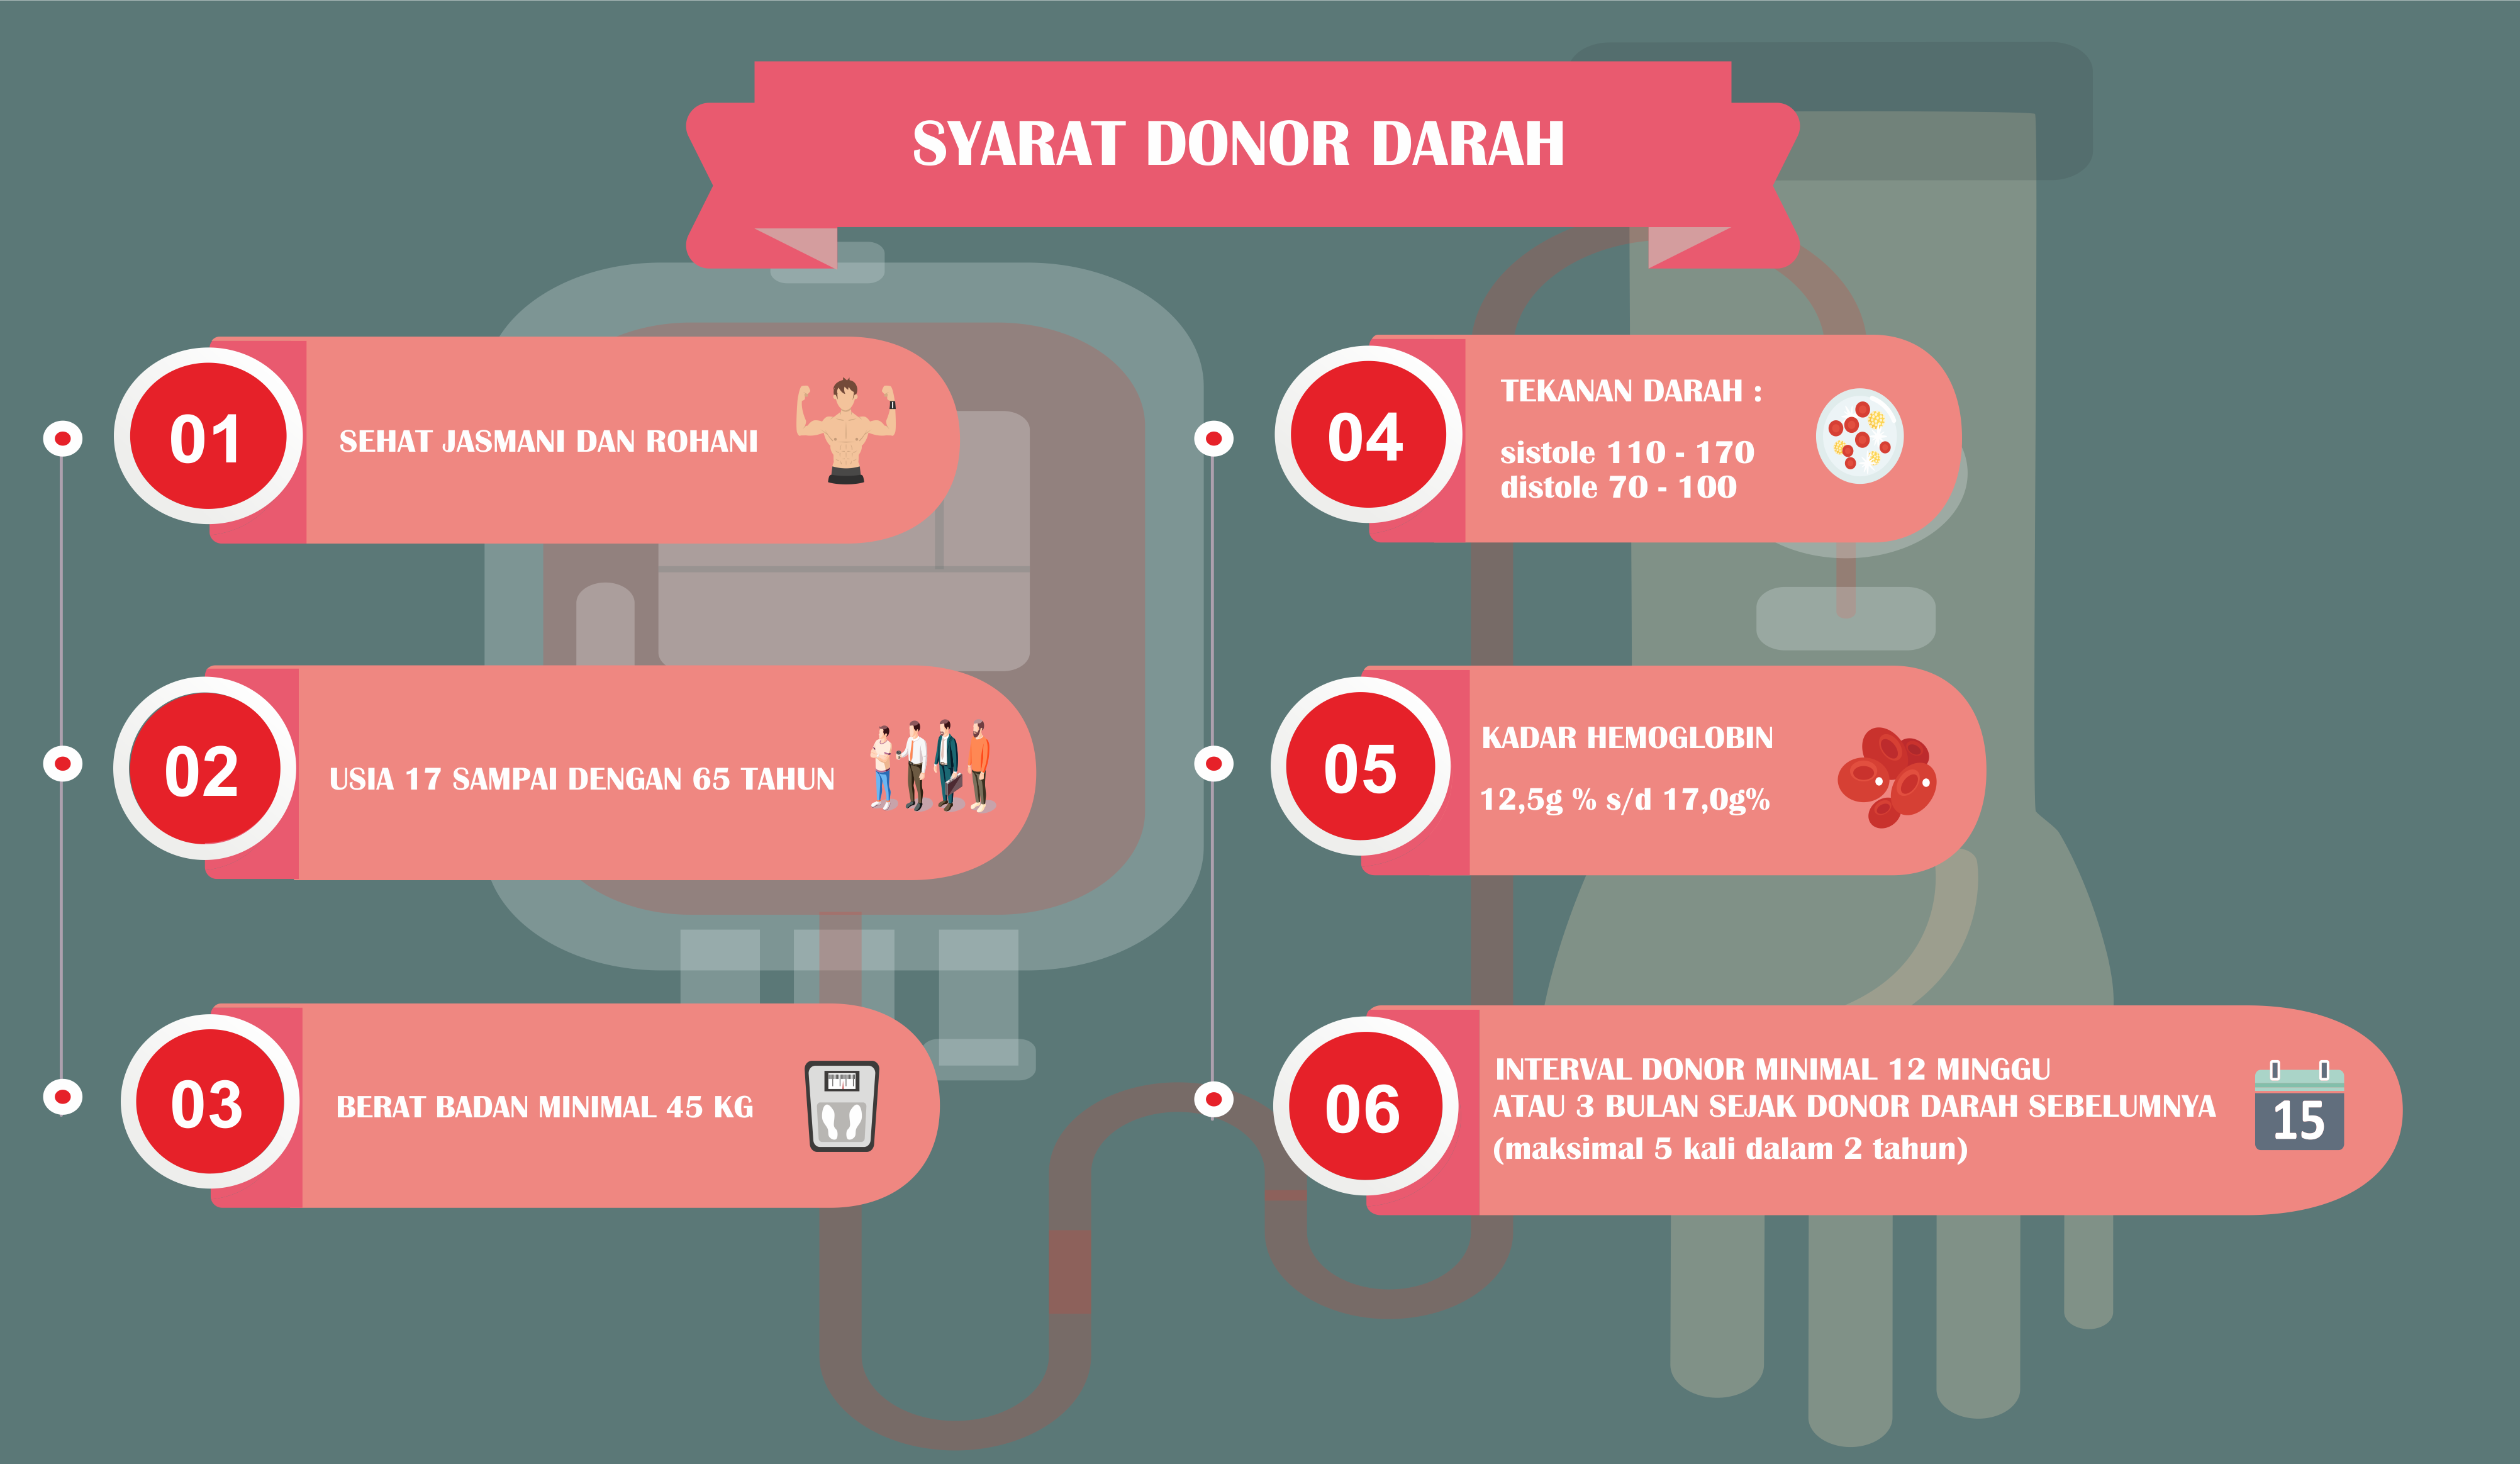 SYARAT DONOR DARAH
01
SEHAT JASMANI DAN ROHANI
02
USIA 17 SAMPAI DENGAN 65 TAHUN
03
BERAT BADAN MINIMAL 45 KG
04
TEKANAN DARAH :
sistole 110 - 170
distole 70 - 100
05
KADAR HEMOGLOBIN
12,5g % s/d 17,0g%
06
INTERVAL DONOR MINIMAL 12 MINGGU
ATAU 3 BULAN SEJAK DONOR DARAH SEBELUMNYA
(maksimal 5 kali dalam 2 tahun)
15